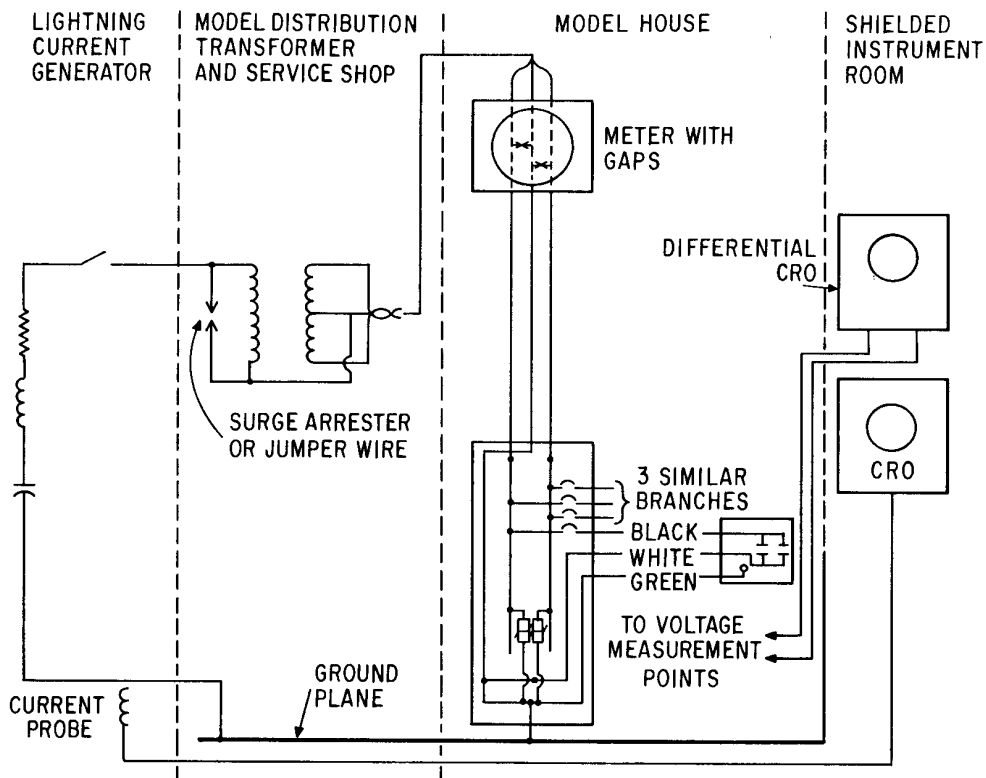 LIGHTNING
CURRENT
GENERATOR
MODEL DISTRIBUTION
TRANSFORMER
AND SERVICE SHOP
MODEL HOUSE
SHIELDED
INSTRUMENT
ROOM
METER WITH
GAPS
DIFFERENTIAL
CRO
SURGE ARRESTER
OR JUMPER WIRE
CRO
3 SIMILAR
BRANCHES
BLACK
WHITE
GREEN
TO VOLTAGE
MEASUREMENT
POINTS
GROUND
PLANE
CURRENT
PROBE